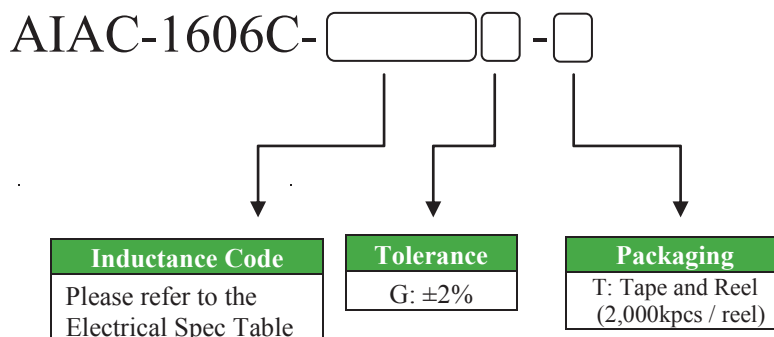 AIAC-1606C- -
Inductance Code
Please refer to the
Electrical Spec Table
Tolerance
G: ±2%
Packaging
T: Tape and Reel
(2,000kpcs / reel)